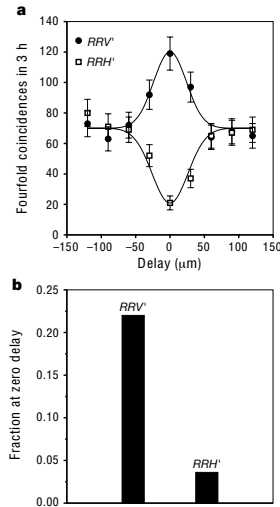 a
Fourfold coincidences in 3 h
140
120
100
80
60
40
20
0
RRV'
RRH'
−150 −100 −50 0 50 100 150
Delay (μm)
b
Fraction at zero delay
0.25
0.20
0.15
0.10
0.05
0.00
RRV'
RRH'